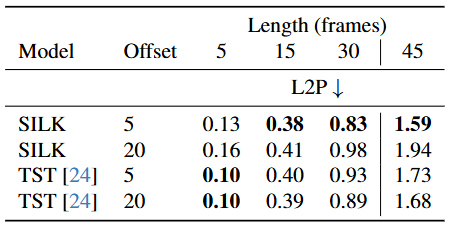 Length (frames)
Model Offset 5 15 30 45
L2P ↓
SILK 5 0.13 0.38 0.83 1.59
SILK 20 0.16 0.41 0.98 1.94
TST [24] 5 0.10 0.40 0.93 1.73
TST [24] 20 0.10 0.39 0.89 1.68